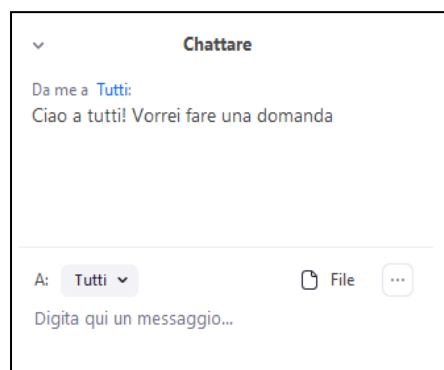 Chattare
Da me a Tutti:
Ciao a tutti! Vorrei fare una domanda
A: Tutti File ...
Digita qui un messaggio...